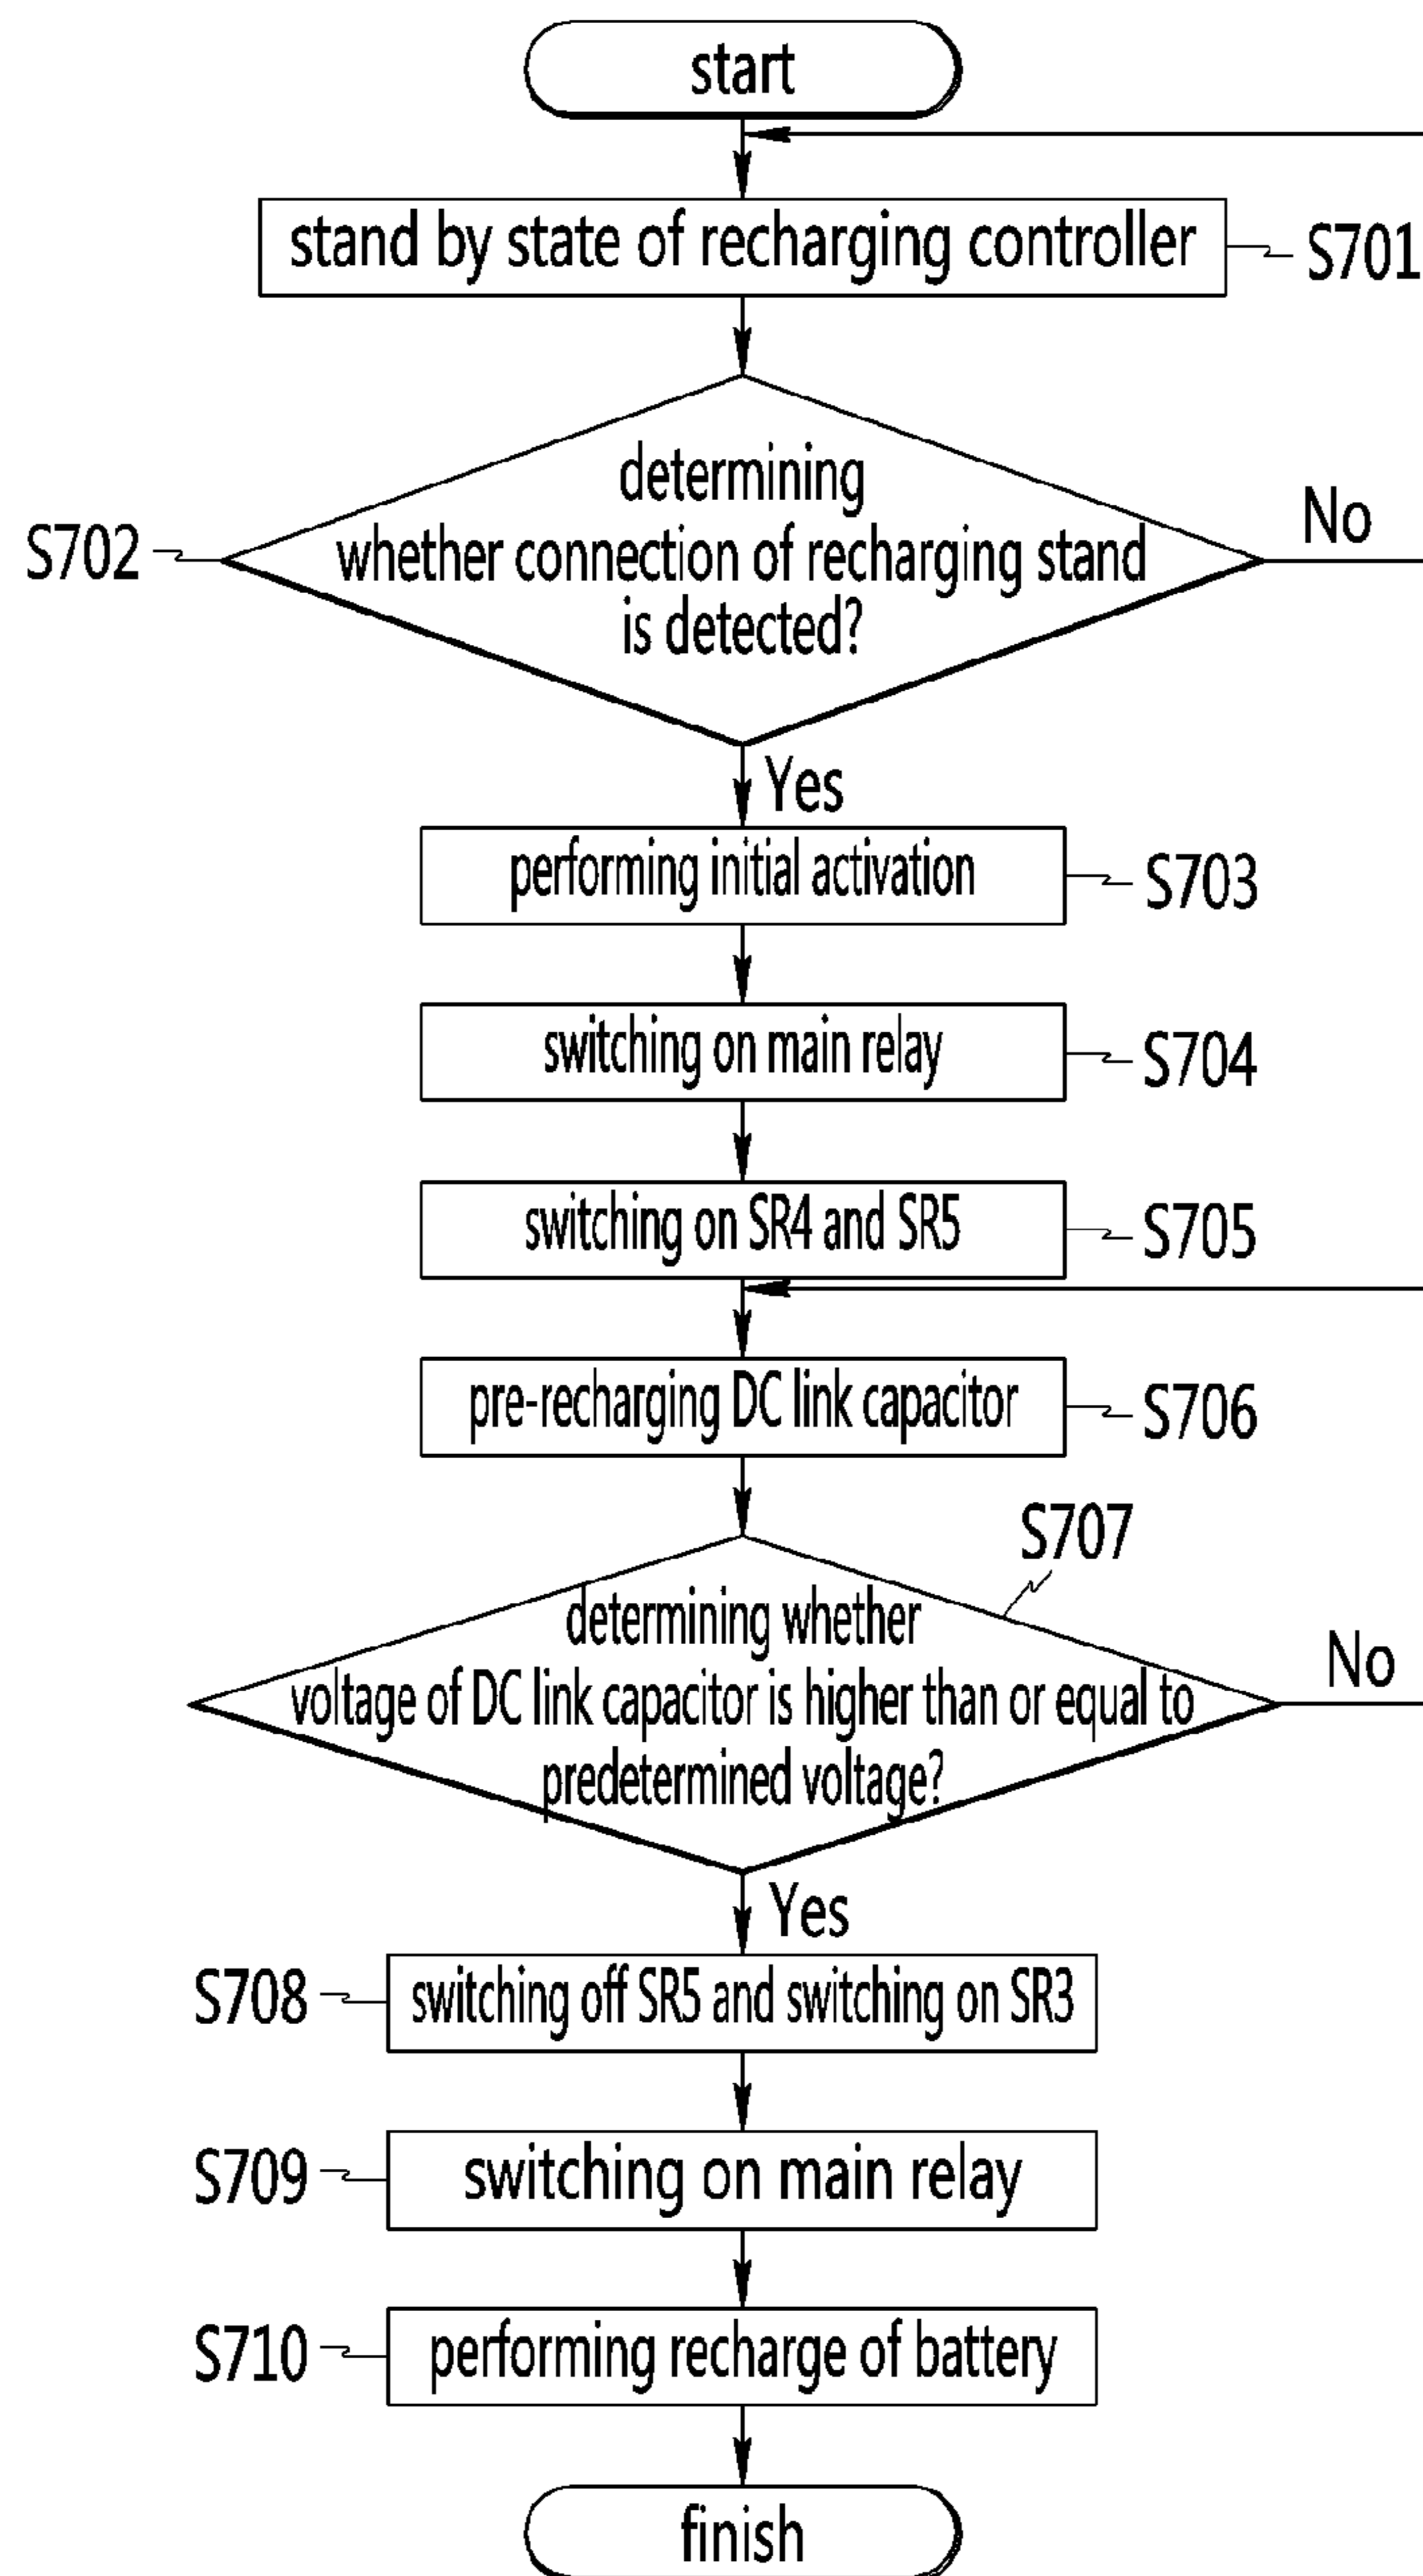 start
stand by state of recharging controller
S701
determining
whether connection of recharging stand
is detected?
S702
No
Yes
performing initial activation
S703
switching on main relay
S704
switching on SR4 and SR5
S705
pre-recharging DC link capacitor
S706
S707
determining whether
voltage of DC link capacitor is higher than or equal to
predetermined voltage?
No
Yes
S708
switching off SR5 and switching on SR3
S709
switching on main relay
S710
performing recharge of battery
finish